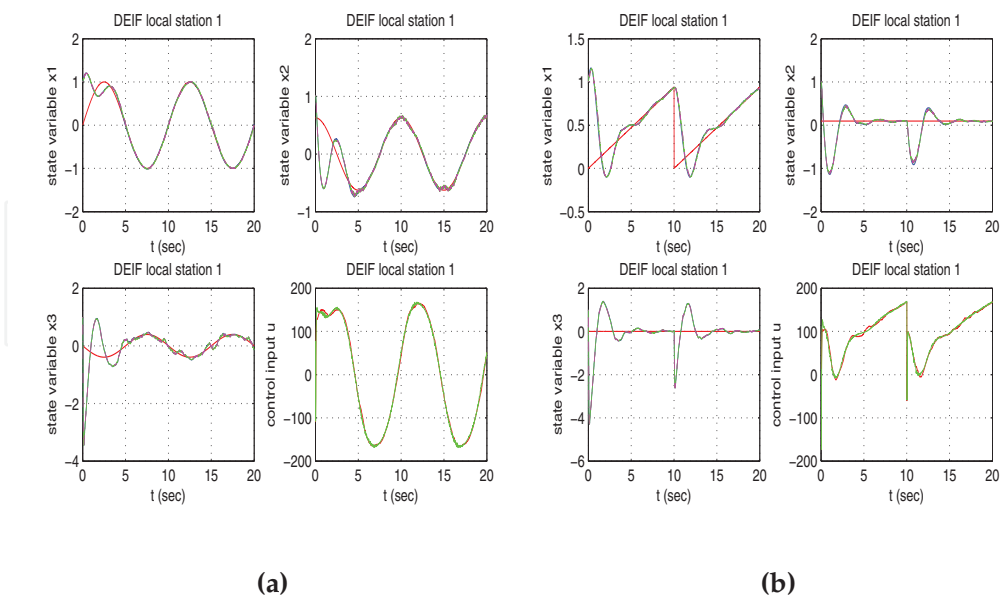 DEIF local station 1
2
1
0
−1
−2
state variable x1
0 5 10 15 20
t (sec)
DEIF local station 1
2
1
0
−1
state variable x2
0 5 10 15 20
t (sec)
DEIF local station 1
2
0
−2
−4
state variable x3
0 5 10 15 20
t (sec)
DEIF local station 1
200
100
0
−100
−200
control input u
0 5 10 15 20
t (sec)
(a)
DEIF local station 1
1.5
1
0.5
0
−0.5
state variable x1
0 5 10 15 20
t (sec)
DEIF local station 1
2
1
0
−1
−2
state variable x2
0 5 10 15 20
t (sec)
DEIF local station 1
2
0
−2
−4
−6
state variable x3
0 5 10 15 20
t (sec)
DEIF local station 1
200
100
0
−100
−200
control input u
0 5 10 15 20
t (sec)
(b)